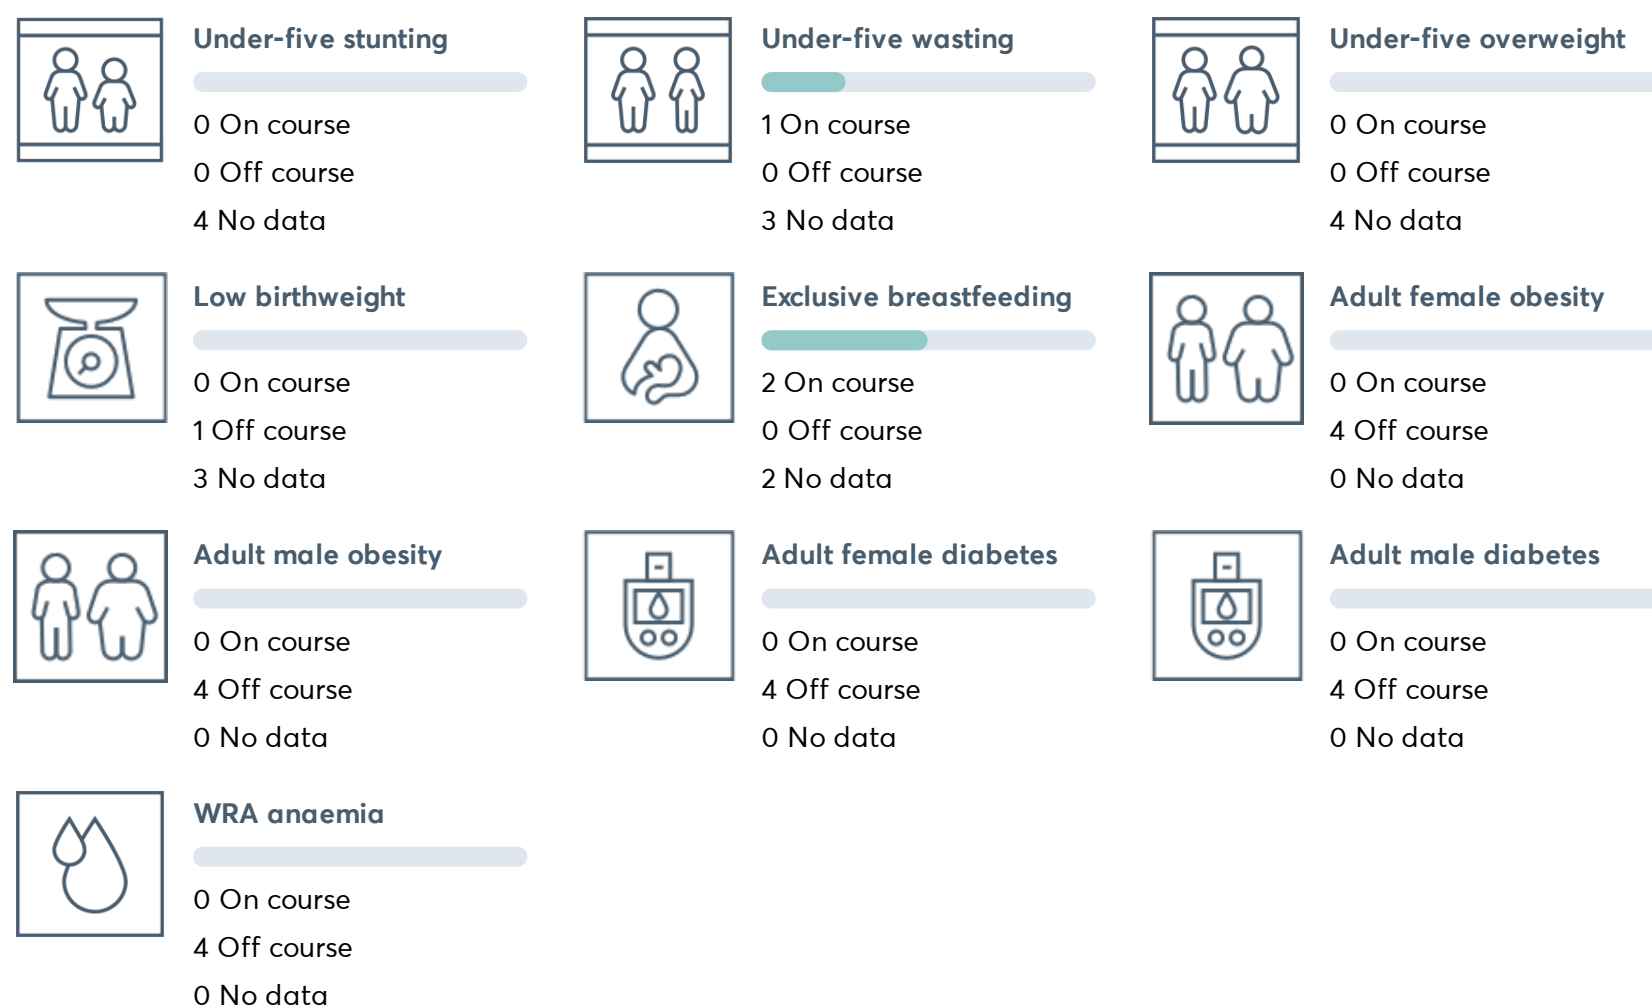 Under-five stunting
0 On course
0 Off course
4 No data
Under-five wasting
1 On course
0 Off course
3 No data
Under-five overweight
0 On course
0 Off course
4 No data
Low birthweight
0 On course
1 Off course
3 No data
Exclusive breastfeeding
2 On course
0 Off course
2 No data
Adult female obesity
0 On course
4 Off course
0 No data
Adult male obesity
0 On course
4 Off course
0 No data
Adult female diabetes
0 On course
4 Off course
0 No data
Adult male diabetes
0 On course
4 Off course
0 No data
WRA anaemia
0 On course
4 Off course
0 No data